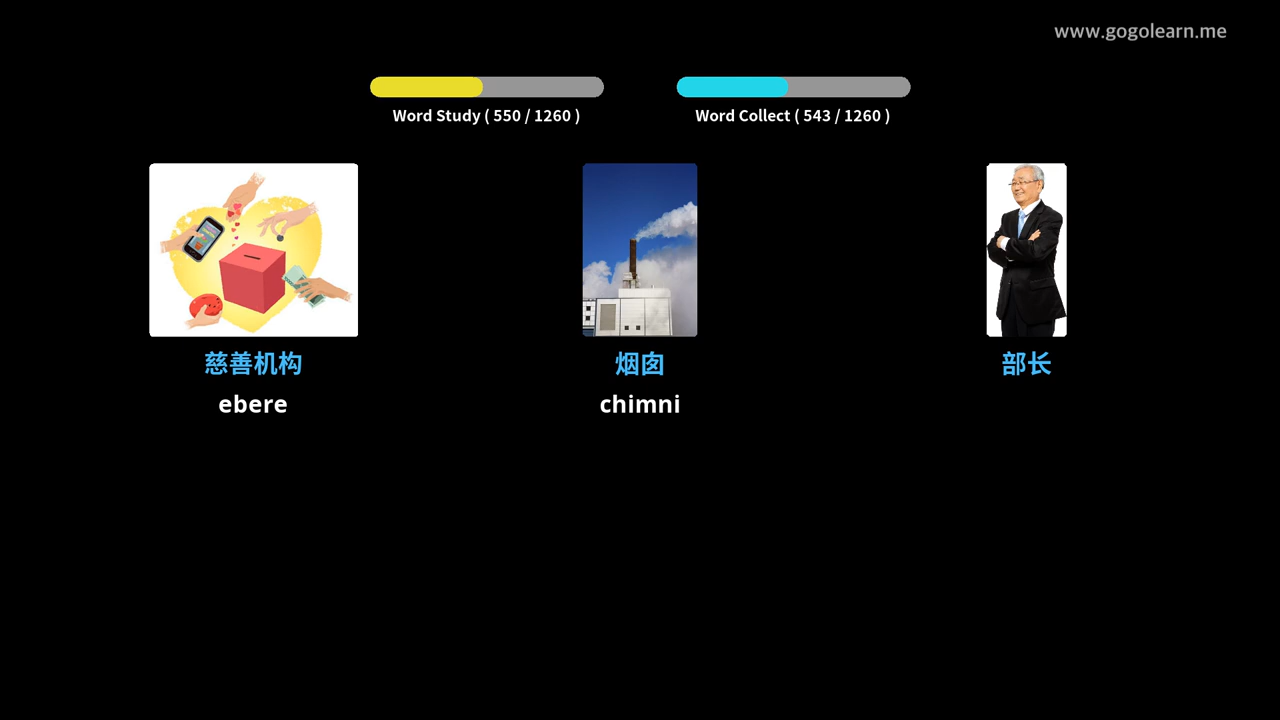 www.gogolearn.me
Word Study ( 550 / 1260 )
Word Collect ( 543 / 1260 )
慈善机构
烟囱
部长
ebere
chimni